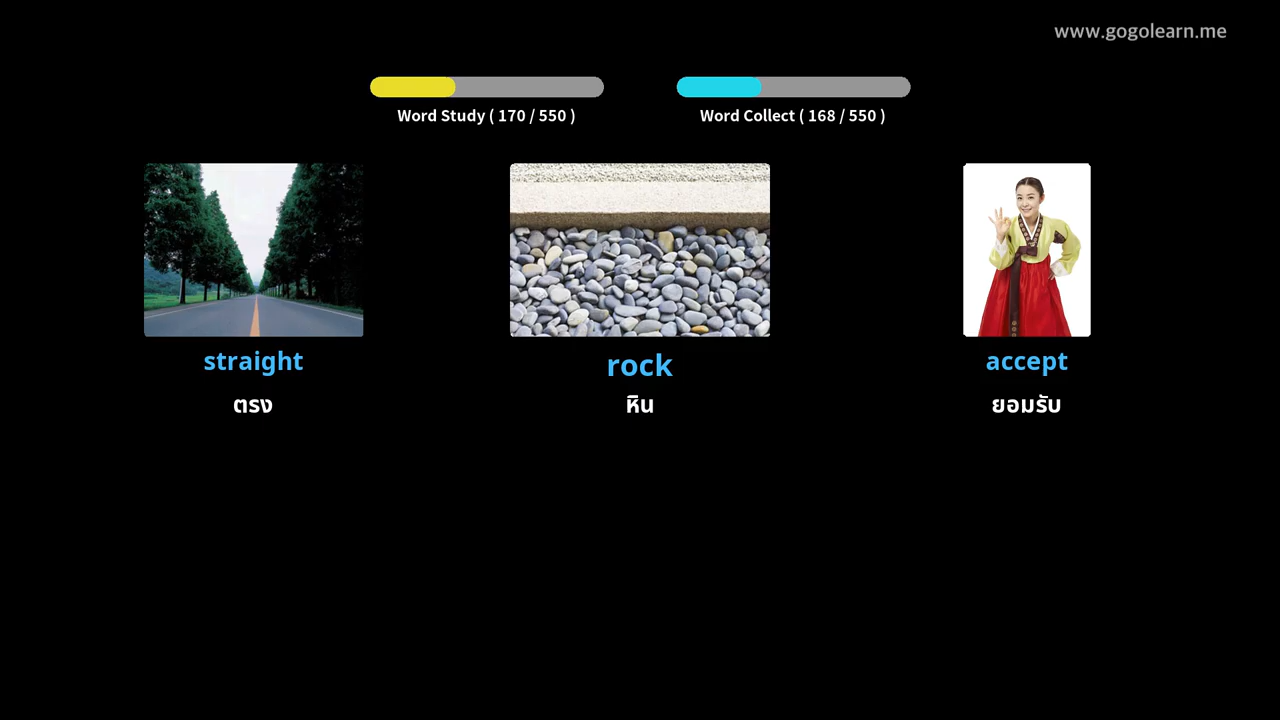 www.gogolearn.me
Word Study ( 170 / 550 )
Word Collect ( 168 / 550 )
straight
rock
accept
ตรง
หิน
ยอมรับ